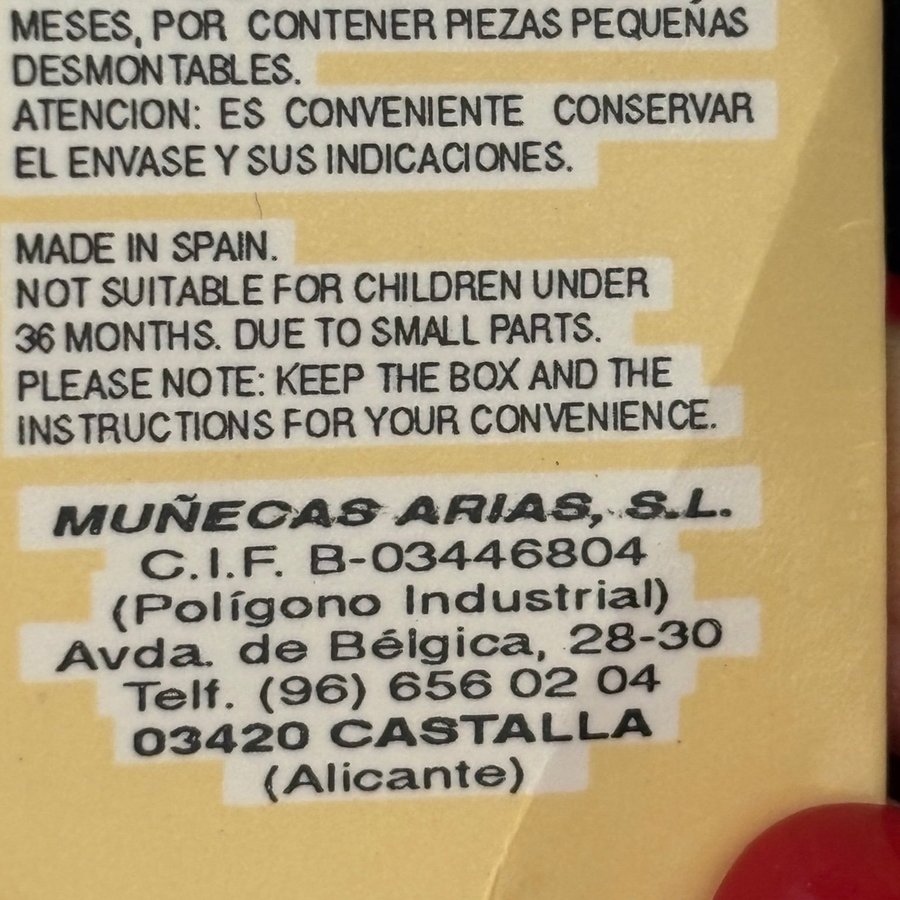 MESES, POR CONTENER PIEZAS PEQUEÑAS
DESMONTABLES.
ATENCION: ES CONVENIENTE CONSERVAR
EL ENVASE Y SUS INDICACIONES.
MADE IN SPAIN.
NOT SUITABLE FOR CHILDREN UNDER
36 MONTHS. DUE TO SMALL PARTS.
PLEASE NOTE: KEEP THE BOX AND THE
INSTRUCTIONS FOR YOUR CONVENIENCE.
MUÑECAS ARIAS, S.L.
C.I.F. B-03446804
(Polígono Industrial)
Avda. de Bélgica, 28-30
Telf. (96) 656 02 04
03420 CASTALLA
(Alicante)